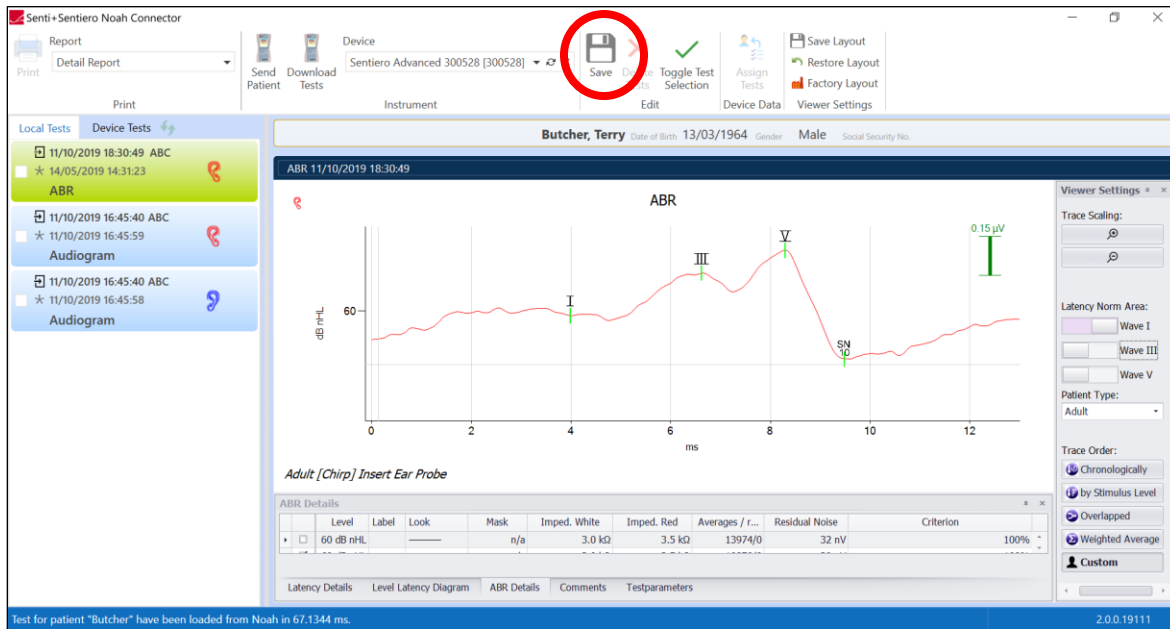 Senti+Sentiero Noah Connector
Report
Detail Report
Print
Print
Send Patient
Download Tests
Device
Sentiero Advanced 300528 [300528]
Instrument
Save
Toggle Test Selection
Edit
Assign Tests
Device Data
Save Layout
Restore Layout
Factory Layout
Viewer Settings
Local Tests
Device Tests
11/10/2019 18:30:49 ABC
14/05/2019 14:31:23
ABR
11/10/2019 16:45:40 ABC
11/10/2019 16:45:59
Audiogram
11/10/2019 16:45:40 ABC
11/10/2019 16:45:58
Audiogram
Butcher, Terry Date of Birth 13/03/1964 Gender Male Social Security No.
ABR 11/10/2019 18:30:49
ABR
0.15 µV
I
III
V
SN
10
60
dB nHL
0 2 4 6 8 10 12
ms
Adult [Chirp] Insert Ear Probe
ABR Details
Level Label Look Mask Imped. White Imped. Red Averages / r... Residual Noise Criterion
60 dB nHL n/a 3.0 kΩ 3.5 kΩ 13974/0 32 nV 100%
Latency Details Level Latency Diagram ABR Details Comments Testparameters
Viewer Settings
Trace Scaling:
Latency Norm Area:
Wave I
Wave III
Wave V
Patient Type:
Adult
Trace Order:
Chronologically
by Stimulus Level
Overlapped
Weighted Average
Custom
Test for patient "Butcher" have been loaded from Noah in 67.1344 ms.
2.0.0.19111